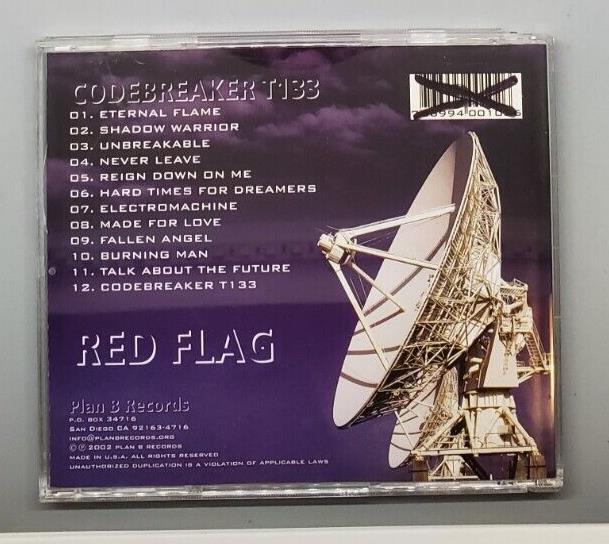 CODEBREAKER T133
01. ETERNAL FLAME
02. SHADOW WARRIOR
03. UNBREAKABLE
04. NEVER LEAVE
05. REIGN DOWN ON ME
06. HARD TIMES FOR DREAMERS
07. ELECTROMACHINE
08. MADE FOR LOVE
09. FALLEN ANGEL
10. BURNING MAN
11. TALK ABOUT THE FUTURE
12. CODEBREAKER T133
RED FLAG
Plan B Records
P.O. BOX 34716
SAN DIEGO CA 92163-4716
INFO@PLANBRECORDS.ORG
©℗ 2002 PLAN B RECORDS
MADE IN U.S.A. ALL RIGHTS RESERVED
UNAUTHORIZED DUPLICATION IS A VIOLATION OF APPLICABLE LAWS